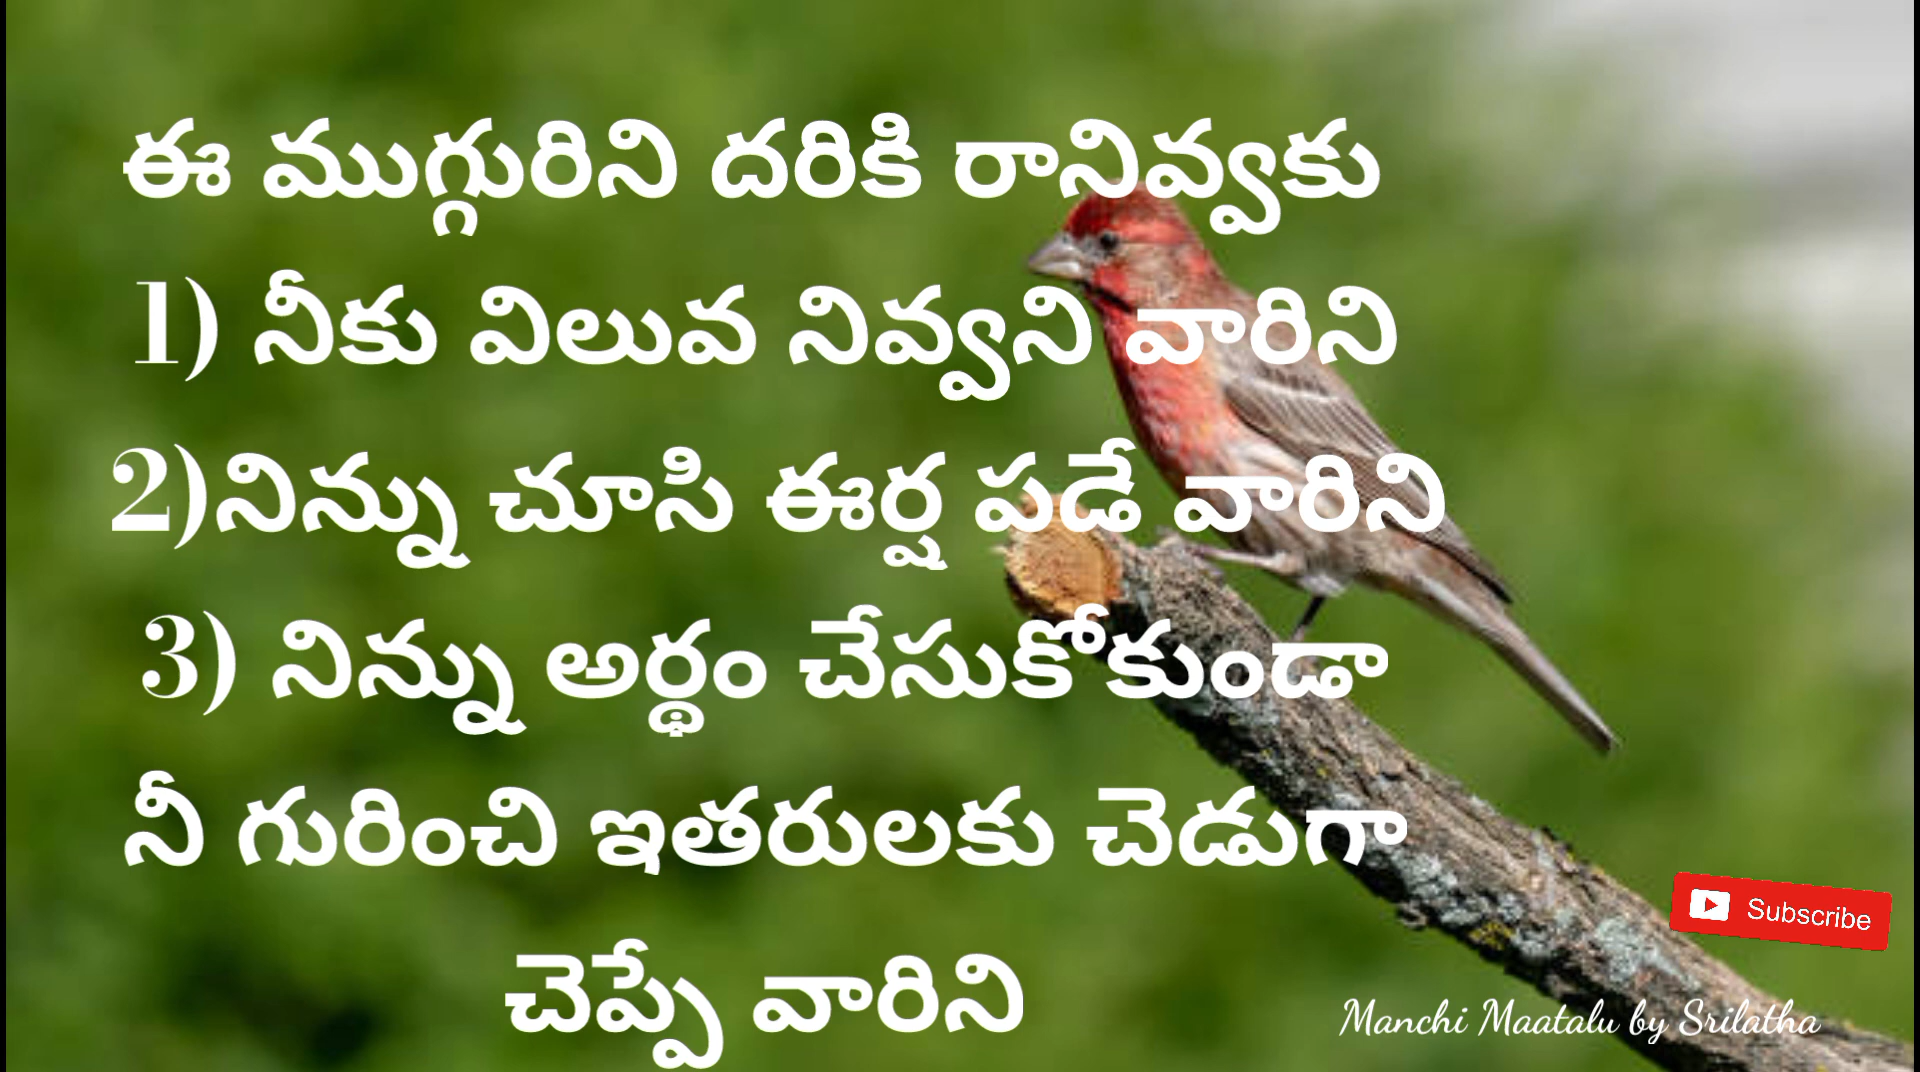 ఈ ముగ్గురిని దరికి రానివ్వకు
1) నీకు విలువ నివ్వని వారిని
2)నిన్ను చూసి ఈర్ష పడే వారిని
3) నిన్ను అర్థం చేసుకోకుండా
నీ గురించి ఇతరులకు చెడుగా
చెప్పే వారిని
Subscribe
Manchi Maatalu by Srilatha